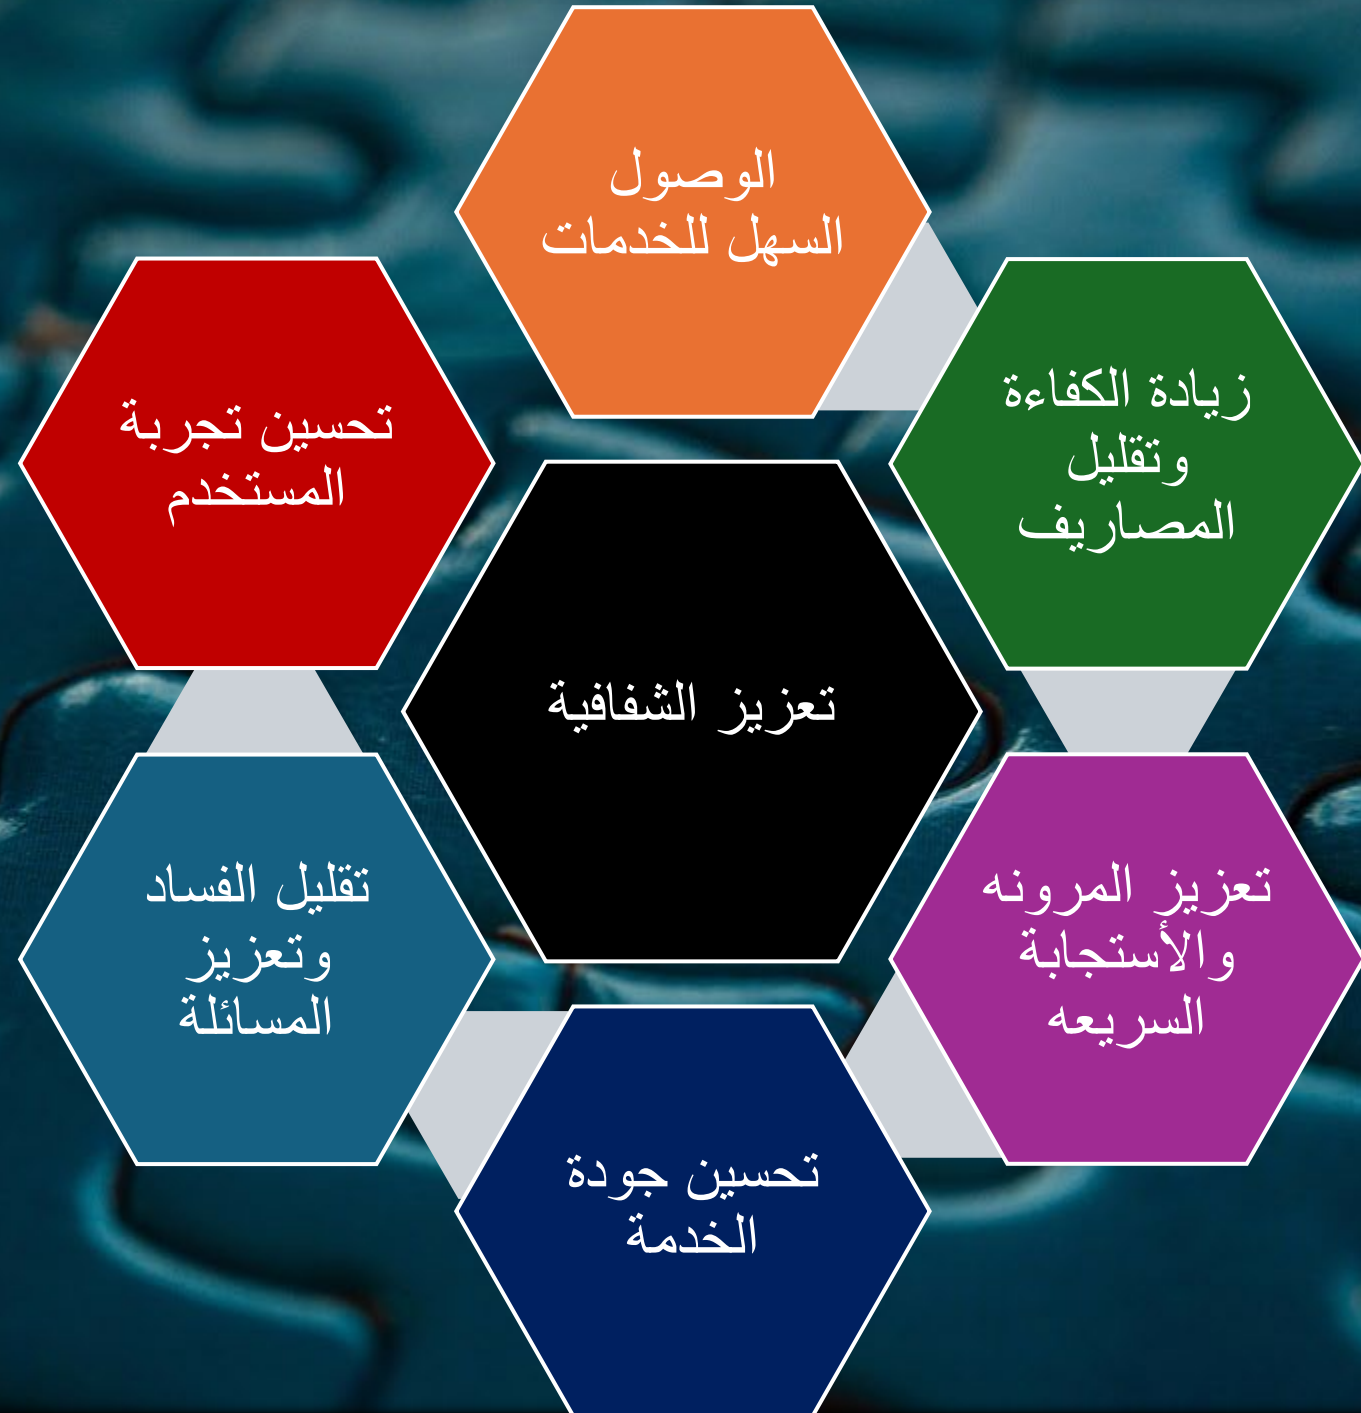 الوصول
السهل للخدمات
زيادة الكفاءة
وتقليل
المصاريف
تحسين تجربة
المستخدم
تعزيز الشفافية
تعزيز المرونه
والأستجابة
السريعه
تقليل الفساد
وتعزيز
المسائلة
تحسين جودة
الخدمة